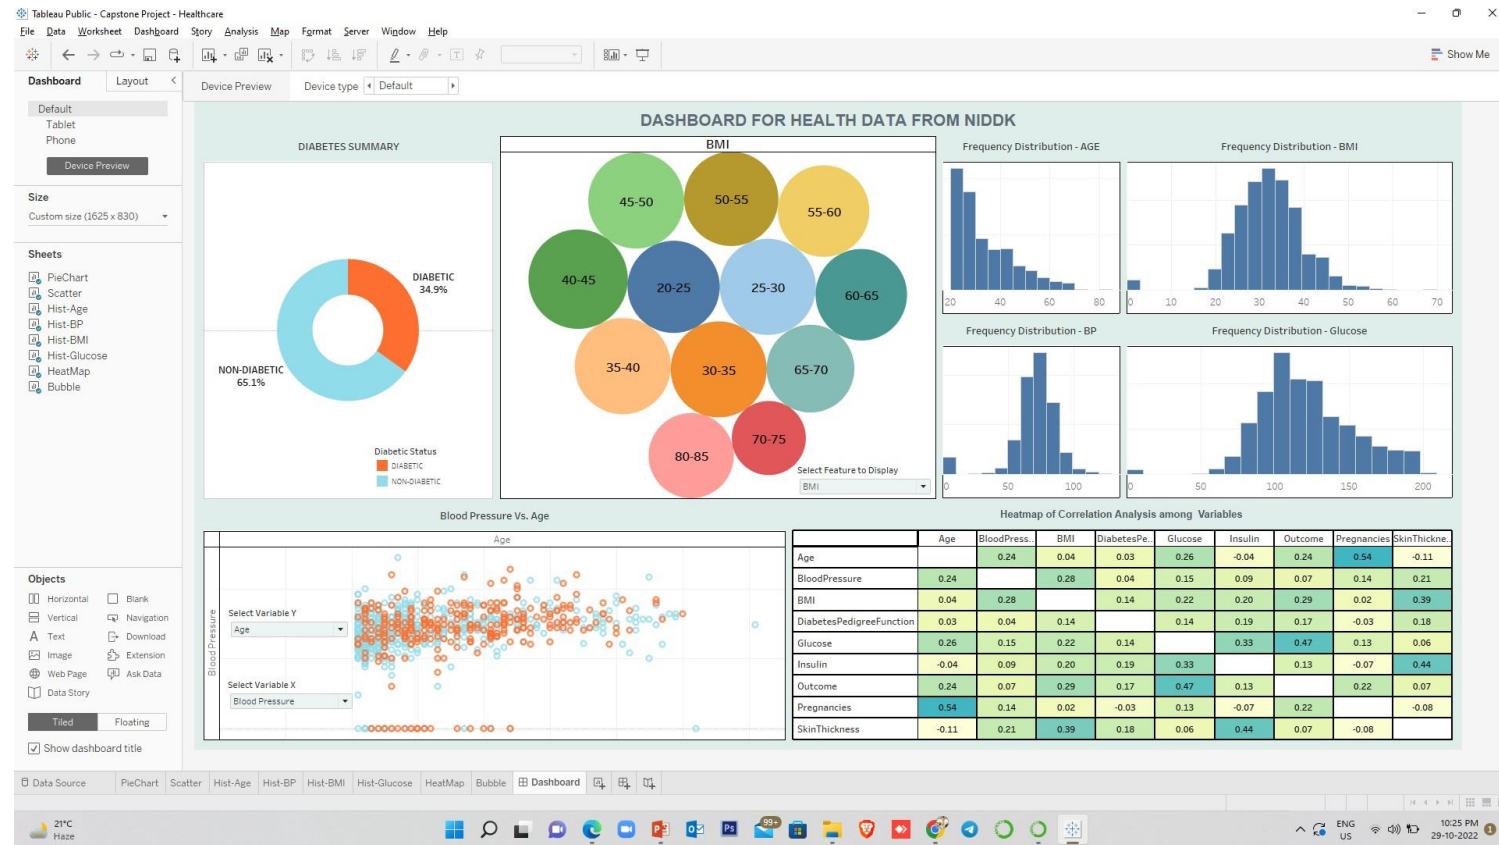 Tableau Public - Capstone Project - Healthcare
File Data Worksheet Dashboard Story Analysis Map Format Server Window Help
Show Me
Dashboard Layout
Device Preview Device type Default
Default
Tablet
Phone
Device Preview
Size
Custom size (1625 x 830)
Sheets
PieChart
Scatter
Hist-Age
Hist-BP
Hist-BMI
Hist-Glucose
HeatMap
Bubble
Objects
Horizontal Blank
Vertical Navigation
A Text Download
Image Extension
Web Page Ask Data
Data Story
Tiled Floating
Show dashboard title
DASHBOARD FOR HEALTH DATA FROM NIDDK
DIABETES SUMMARY
DIABETIC
34.9%
NON-DIABETIC
65.1%
Diabetic Status
DIABETIC
NON-DIABETIC
BMI
45-50
50-55
55-60
40-45
20-25
25-30
60-65
35-40
30-35
65-70
70-75
80-85
Select Feature to Display
BMI
Frequency Distribution - AGE
20 40 60 80
Frequency Distribution - BMI
0 10 20 30 40 50 60 70
Frequency Distribution - BP
0 50 100
Frequency Distribution - Glucose
0 50 100 150 200
Blood Pressure Vs. Age
Age
Blood Pressure
Select Variable Y
Age
Select Variable X
Blood Pressure
Heatmap of Correlation Analysis among Variables
Age BloodPress.. BMI DiabetesPe.. Glucose Insulin Outcome Pregnancies SkinThickne..
Age 0.24 0.04 0.03 0.26 -0.04 0.24 0.54 -0.11
BloodPressure 0.24 0.28 0.04 0.15 0.09 0.07 0.14 0.21
BMI 0.04 0.28 0.14 0.22 0.20 0.29 0.02 0.39
DiabetesPedigreeFunction 0.03 0.04 0.14 0.14 0.19 0.17 -0.03 0.18
Glucose 0.26 0.15 0.22 0.14 0.33 0.47 0.13 0.06
Insulin -0.04 0.09 0.20 0.19 0.33 0.13 -0.07 0.44
Outcome 0.24 0.07 0.29 0.17 0.47 0.13 0.22 0.07
Pregnancies 0.54 0.14 0.02 -0.03 0.13 -0.07 0.22 -0.08
SkinThickness -0.11 0.21 0.39 0.18 0.06 0.44 0.07 -0.08
Data Source PieChart Scatter Hist-Age Hist-BP Hist-BMI Hist-Glucose HeatMap Bubble Dashboard
21°C
Haze
Ps
99+
ENG
US
10:25 PM
29-10-2022
1